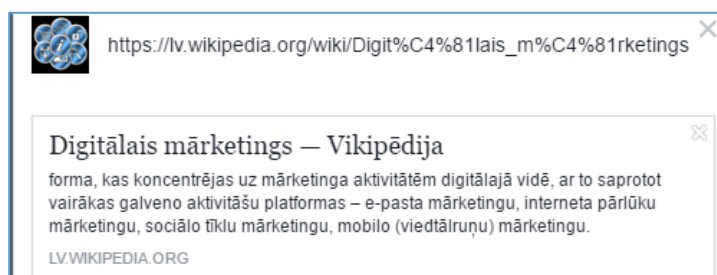 https://lv.wikipedia.org/wiki/Digit%C4%81lais_m%C4%81rketings
Digitālais mārketings — Vikipēdija
forma, kas koncentrējas uz mārketinga aktivitātēm digitālajā vidē, ar to saprotot
vairākas galveno aktivitāšu platformas – e-pasta mārketingu, interneta pārlūku
mārketingu, sociālo tīklu mārketingu, mobilo (viedtālruņu) mārketingu.
LV.WIKIPEDIA.ORG